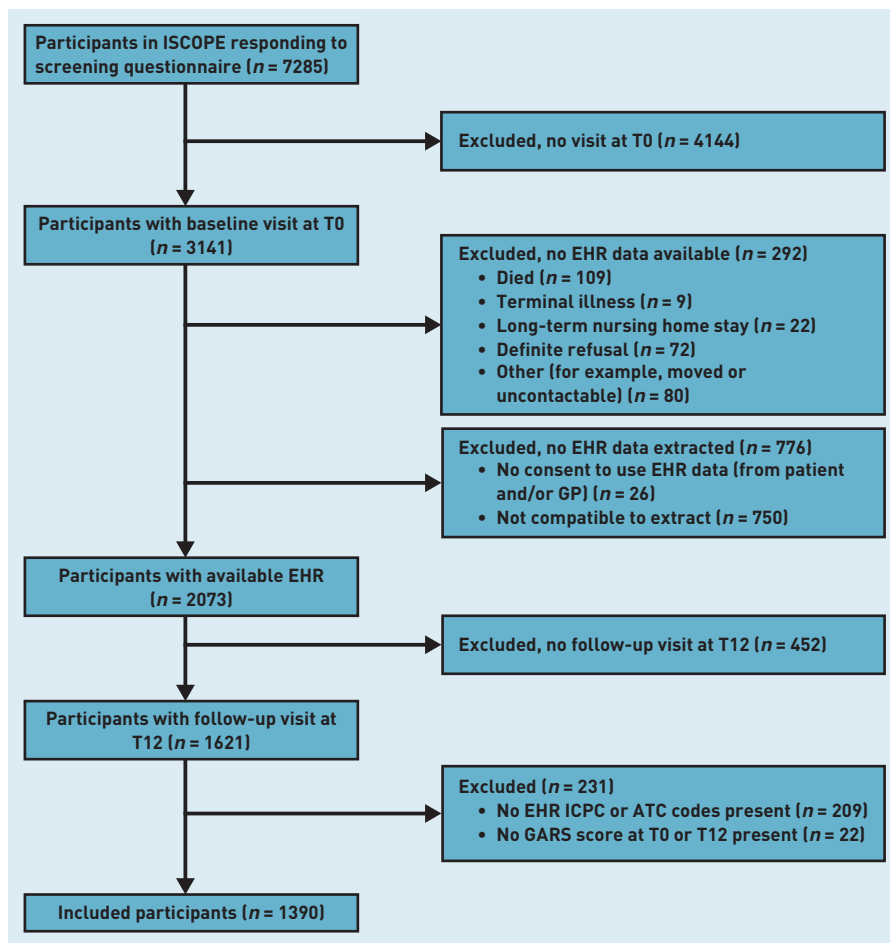 Participants in ISCOPE responding to
screening questionnaire (n = 7285)
Excluded, no visit at T0 (n = 4144)
Participants with baseline visit at T0
(n = 3141)
Excluded, no EHR data available (n = 292)
• Died (n = 109)
• Terminal illness (n = 9)
• Long-term nursing home stay (n = 22)
• Definite refusal (n = 72)
• Other (for example, moved or
uncontactable) (n = 80)
Excluded, no EHR data extracted (n = 776)
• No consent to use EHR data (from patient
and/or GP) (n = 26)
• Not compatible to extract (n = 750)
Participants with available EHR
(n = 2073)
Excluded, no follow-up visit at T12 (n = 452)
Participants with follow-up visit at
T12 (n = 1621)
Excluded (n = 231)
• No EHR ICPC or ATC codes present (n = 209)
• No GARS score at T0 or T12 present (n = 22)
Included participants (n = 1390)